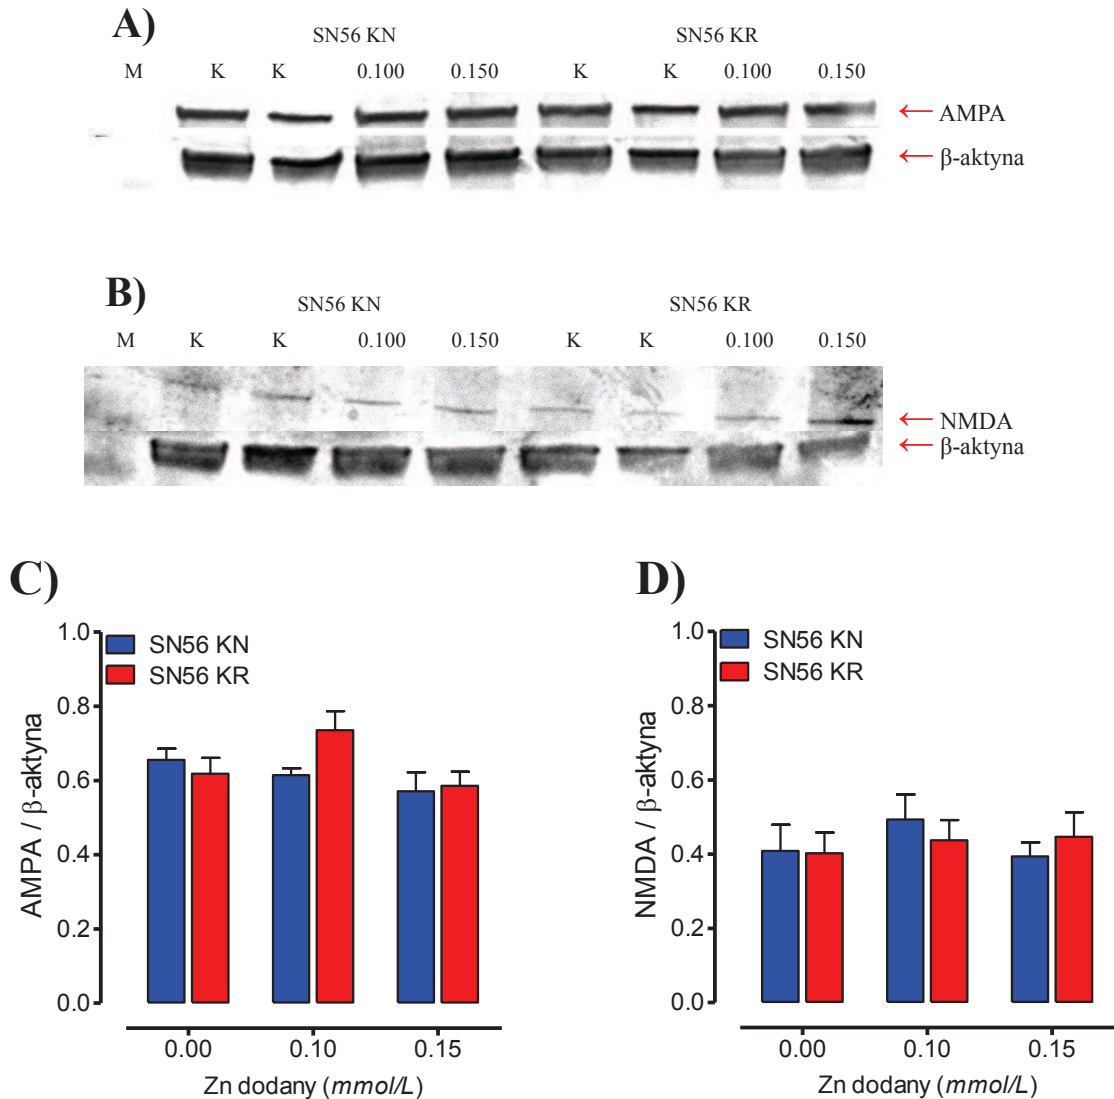 A)
SN56 KN SN56 KR
M K K 0.100 0.150 K K 0.100 0.150
← AMPA
← β-aktyna
B)
SN56 KN SN56 KR
M K K 0.100 0.150 K K 0.100 0.150
← NMDA
← β-aktyna
C)
1.0
0.8
0.6
0.4
0.2
0.0
AMPA / β-aktyna
SN56 KN
SN56 KR
0.00 0.10 0.15
Zn dodany (mmol/L)
D)
1.0
0.8
0.6
0.4
0.2
0.0
NMDA / β-aktyna
SN56 KN
SN56 KR
0.00 0.10 0.15
Zn dodany (mmol/L)